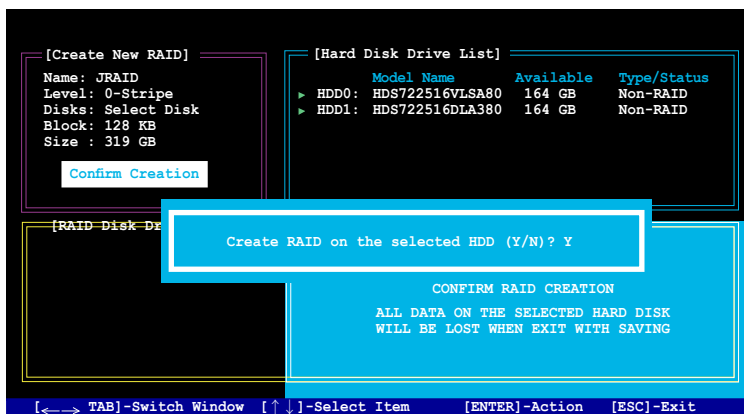 [Create New RAID]
Name: JRAID
Level: 0-Stripe
Disks: Select Disk
Block: 128 KB
Size : 319 GB
Confirm Creation
[Hard Disk Drive List]
Model Name Available Type/Status
HDD0: HDS722516VLSA80 164 GB Non-RAID
HDD1: HDS722516DLA380 164 GB Non-RAID
[RAID Disk Dr
Create RAID on the selected HDD (Y/N)? Y
CONFIRM RAID CREATION
ALL DATA ON THE SELECTED HARD DISK
WILL BE LOST WHEN EXIT WITH SAVING
[←→ TAB]-Switch Window [↑↓]-Select Item [ENTER]-Action [ESC]-Exit